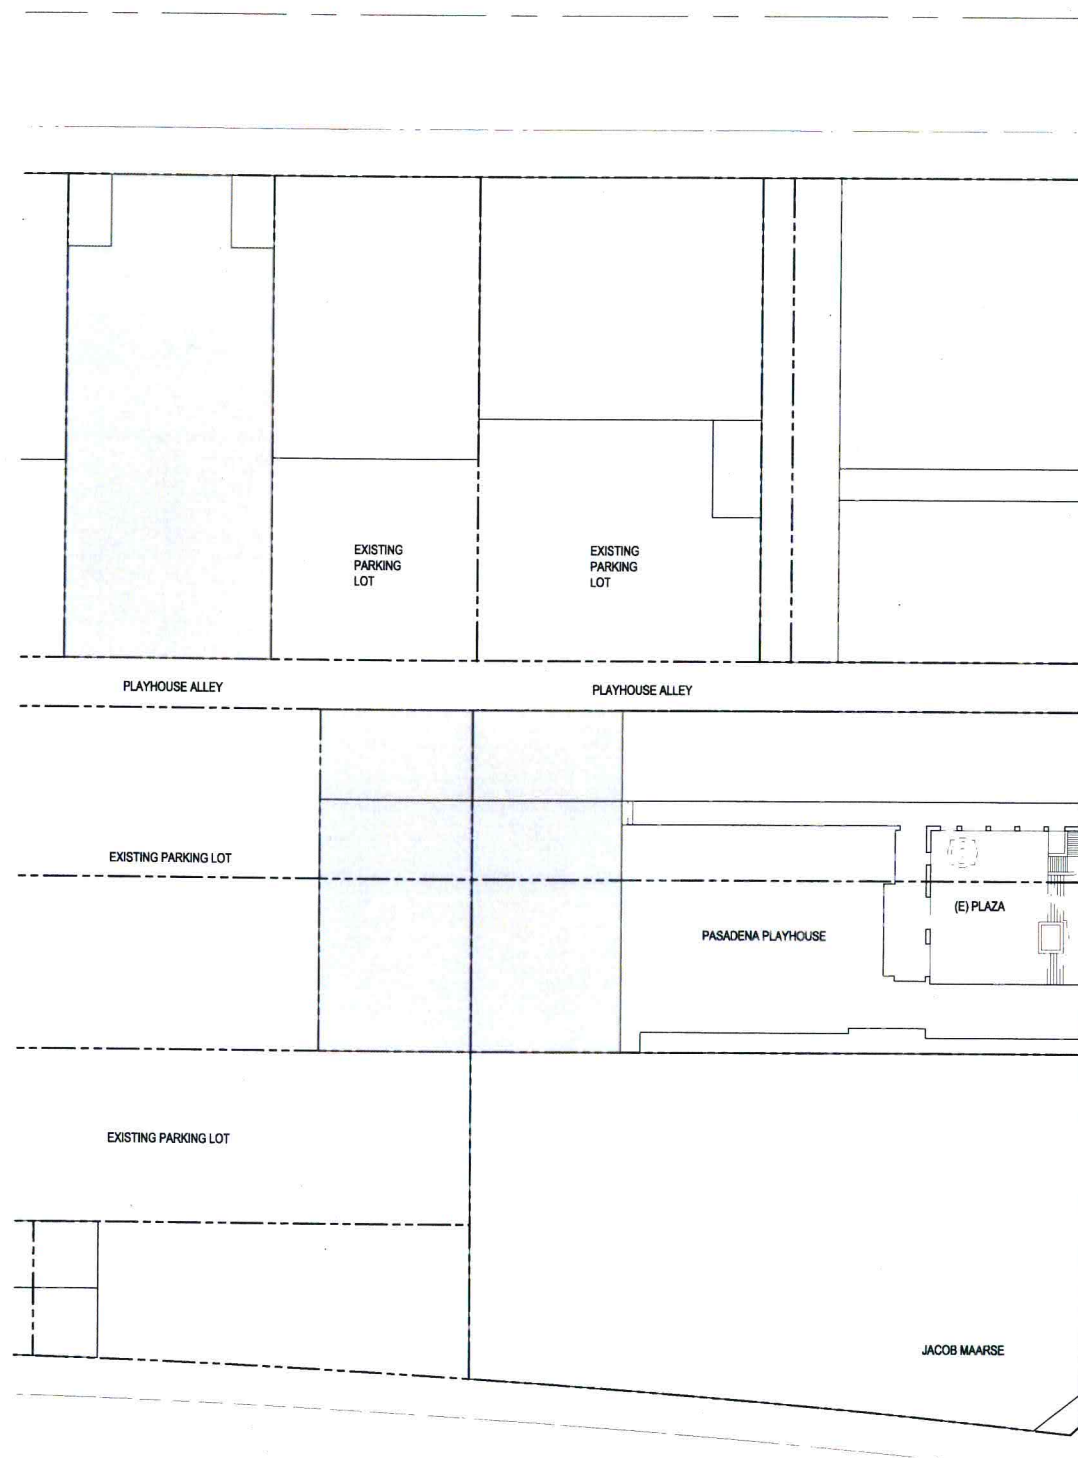 EXISTING
PARKING
LOT
EXISTING
PARKING
LOT
PLAYHOUSE ALLEY
PLAYHOUSE ALLEY
EXISTING PARKING LOT
(E) PLAZA
PASADENA PLAYHOUSE
EXISTING PARKING LOT
JACOB MAARSE